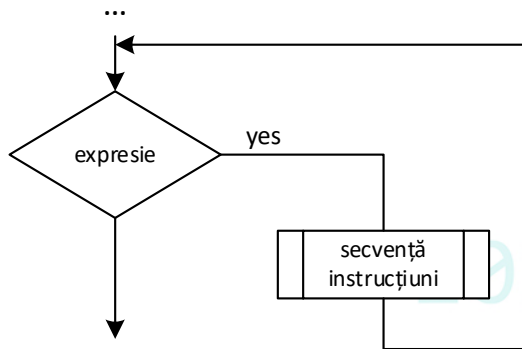 ...
expresie
yes
secvență
instrucțiuni